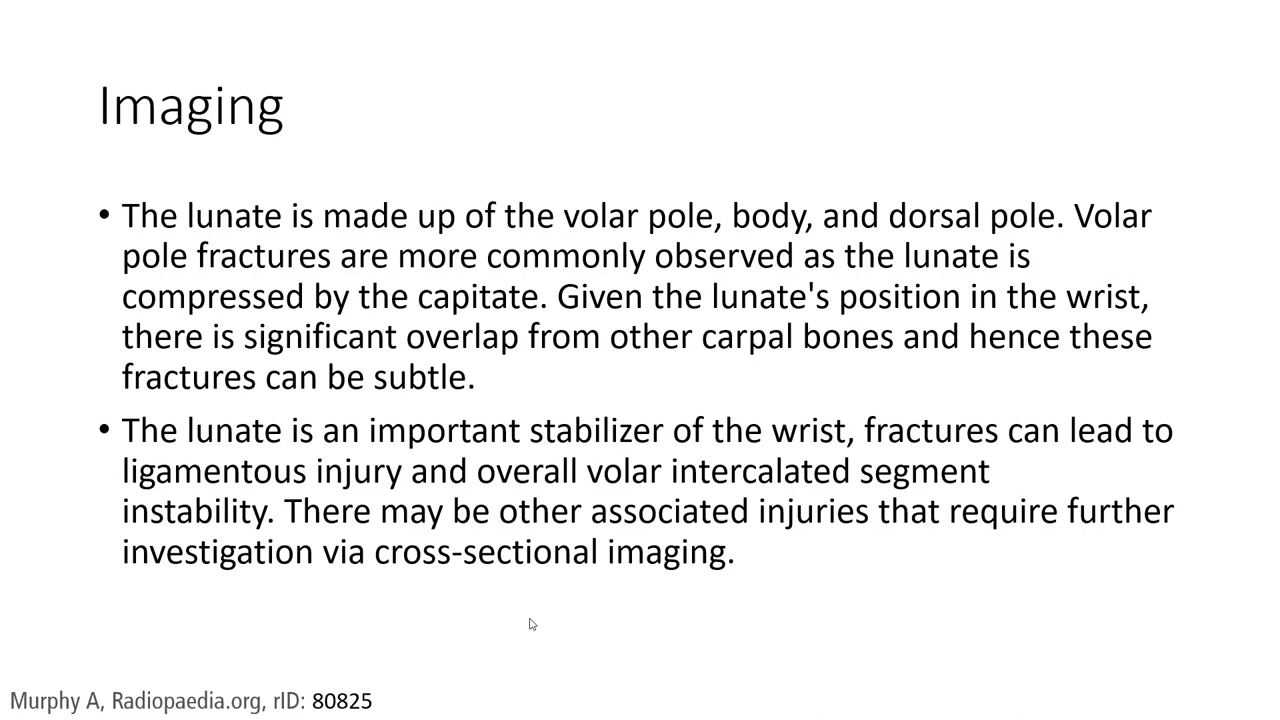 Imaging
• The lunate is made up of the volar pole, body, and dorsal pole. Volar
pole fractures are more commonly observed as the lunate is
compressed by the capitate. Given the lunate's position in the wrist,
there is significant overlap from other carpal bones and hence these
fractures can be subtle.
• The lunate is an important stabilizer of the wrist, fractures can lead to
ligamentous injury and overall volar intercalated segment
instability. There may be other associated injuries that require further
investigation via cross-sectional imaging.
Murphy A, Radiopaedia.org, rID: 80825